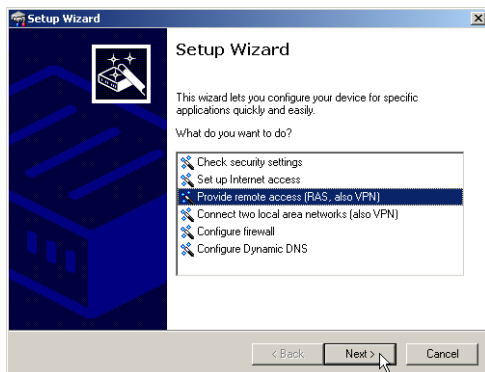 Setup Wizard
Setup Wizard
This wizard lets you configure your device for specific
applications quickly and easily.
What do you want to do?
Check security settings
Set up Internet access
Provide remote access (RAS, also VPN)
Connect two local area networks (also VPN)
Configure firewall
Configure Dynamic DNS
< Back Next > Cancel